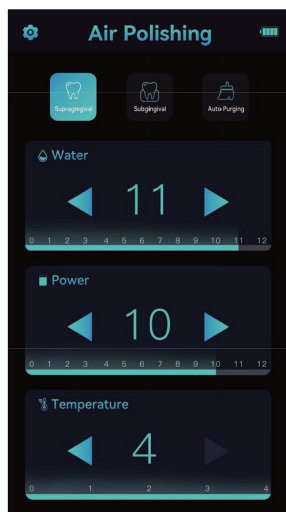 Air Polishing
Supragingival Subgingival Auto Purging
Water
11
0 1 2 3 4 5 6 7 8 9 10 11 12
Power
10
0 1 2 3 4 5 6 7 8 9 10 11 12
Temperature
4
0 1 2 3 4